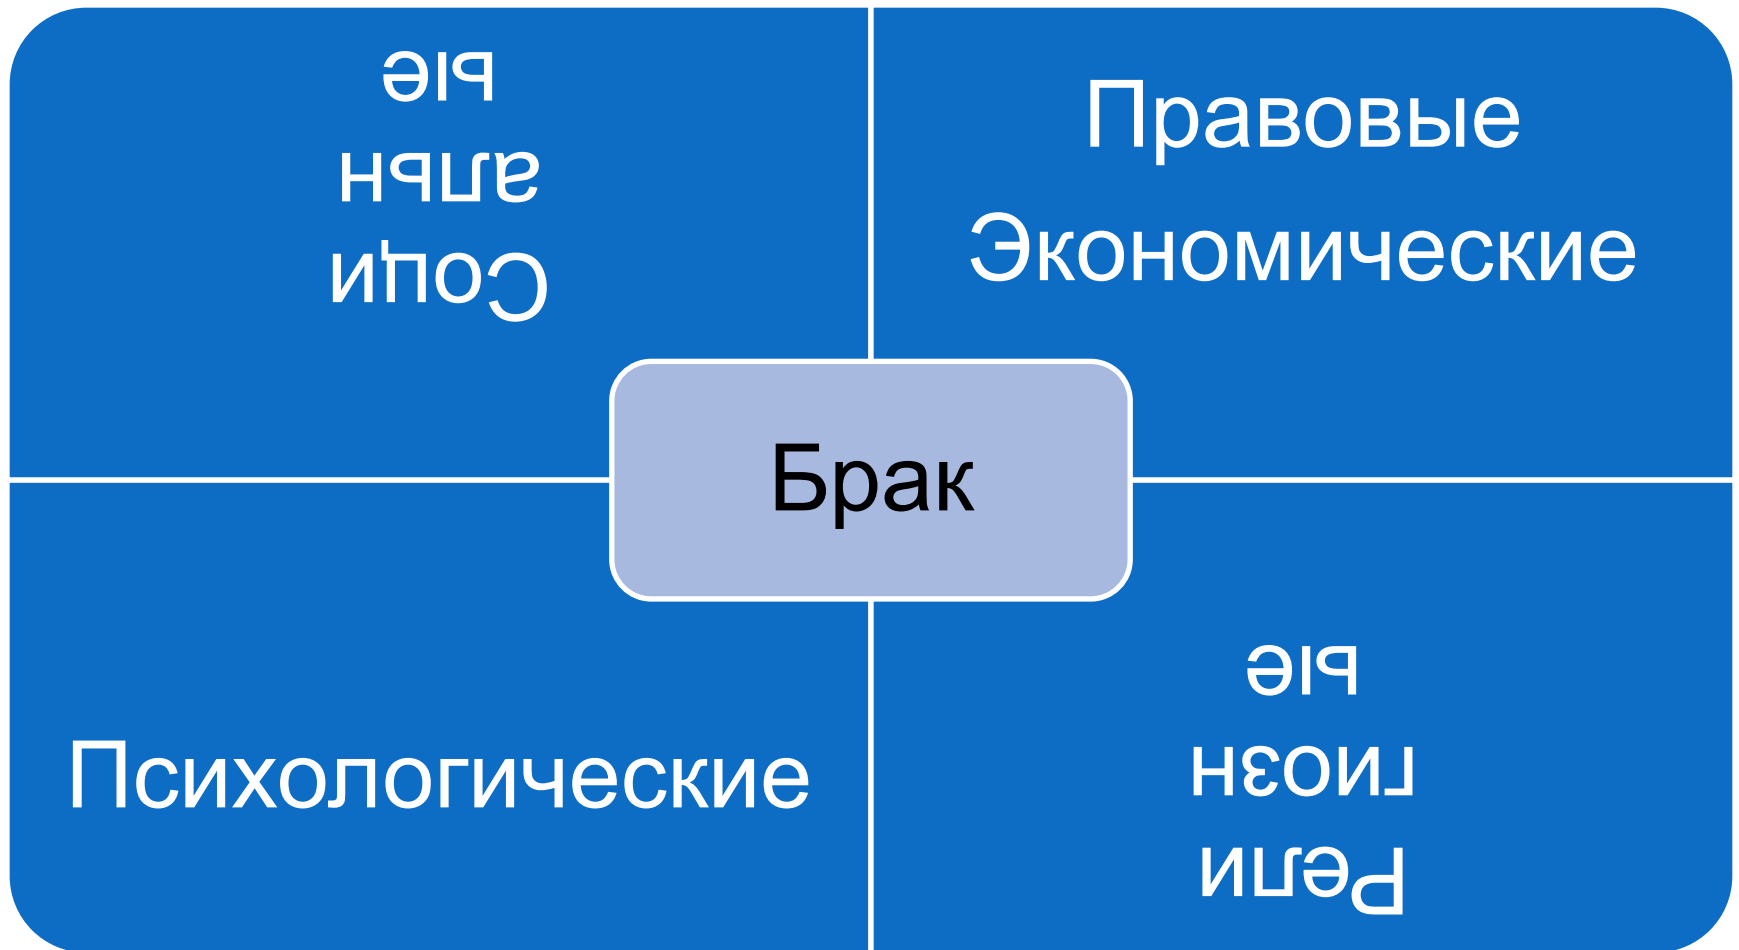 Соци
альн
ые
Правовые
Экономические
Брак
Психологические
Рели
гиозн
ые